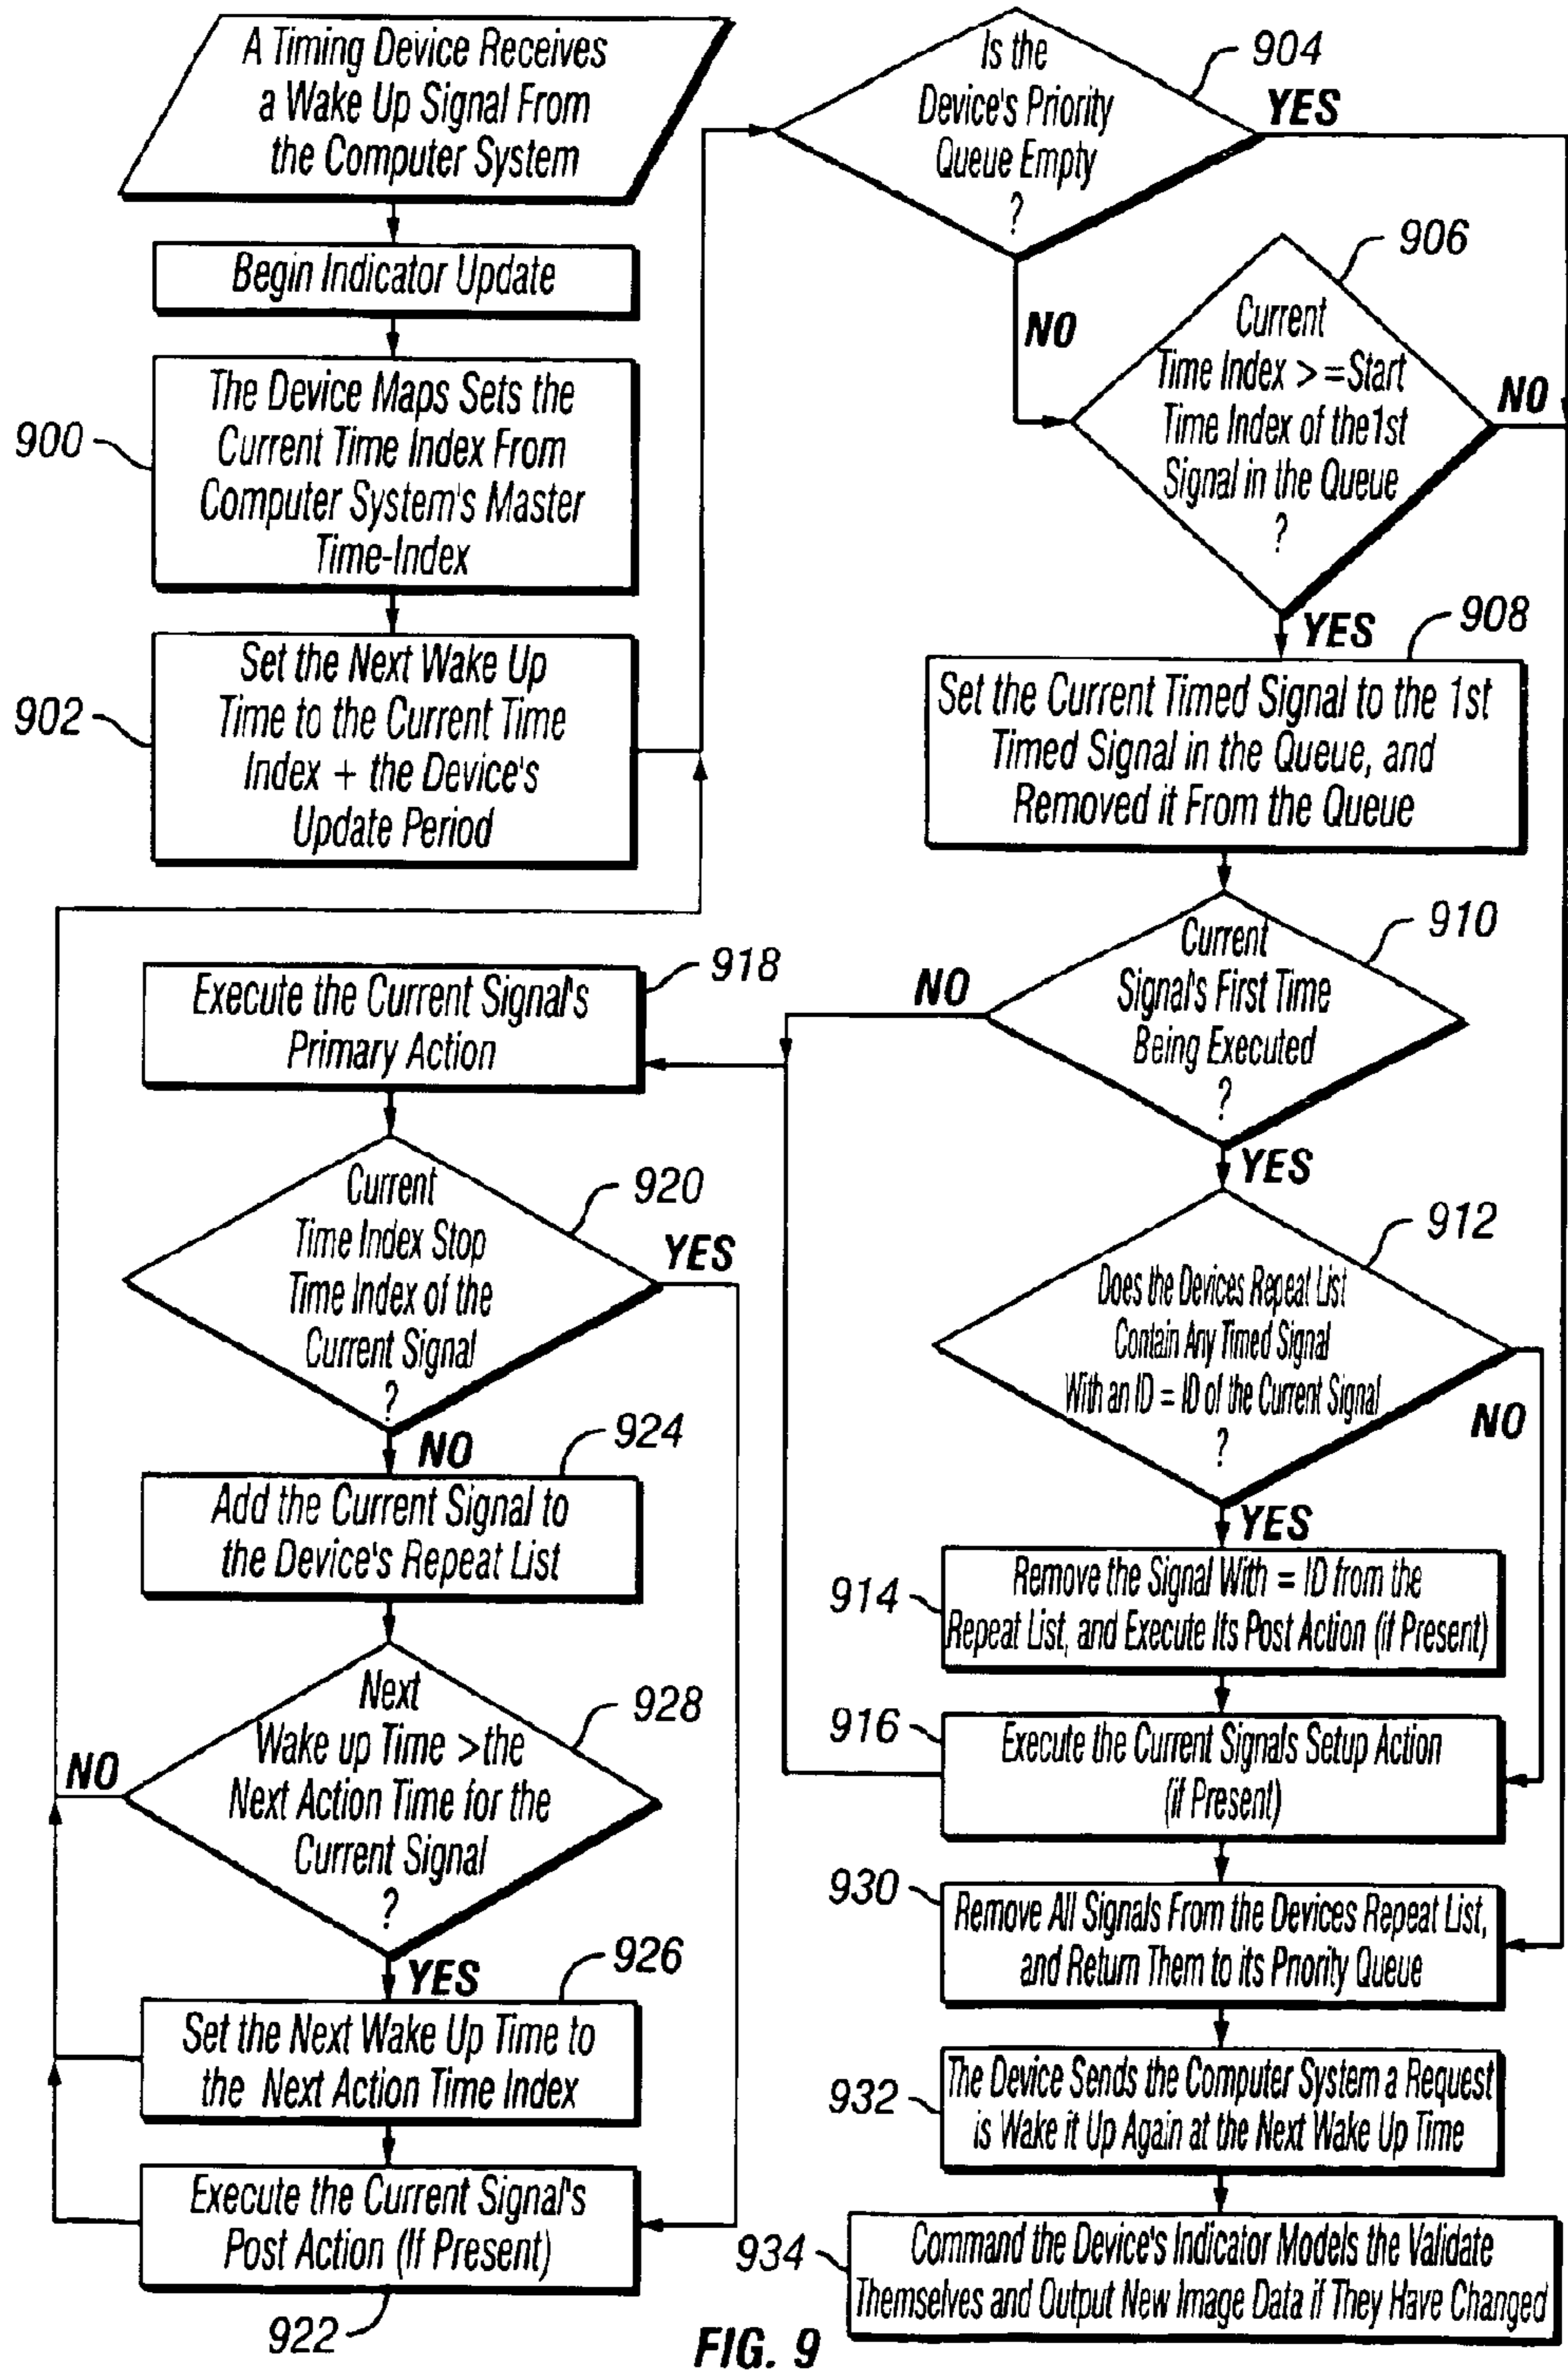 A Timing Device Receives
a Wake Up Signal From
the Computer System
Begin Indicator Update
900
The Device Maps Sets the
Current Time Index From
Computer System's Master
Time-Index
902
Set the Next Wake Up
Time to the Current Time
Index + the Device's
Update Period
904
Is the
Device's Priority
Queue Empty
?
YES
NO
906
Current
Time Index > =Start
Time Index of the1st
Signal in the Queue
?
NO
YES
908
Set the Current Timed Signal to the 1st
Timed Signal in the Queue, and
Removed it From the Queue
910
Current
Signal's First Time
Being Executed
?
NO
YES
912
Does the Devices Repeat List
Contain Any Timed Signal
With an ID = ID of the Current Signal
?
NO
YES
914
Remove the Signal With = ID from the
Repeat List, and Execute Its Post Action (if Present)
916
Execute the Current Signals Setup Action
(if Present)
918
Execute the Current Signal's
Primary Action
920
Current
Time Index Stop
Time Index of the
Current Signal
?
YES
NO
924
Add the Current Signal to
the Device's Repeat List
928
Next
Wake up Time >the
Next Action Time for the
Current Signal
?
NO
YES
926
Set the Next Wake Up Time to
the Next Action Time Index
Execute the Current Signal's
Post Action (If Present)
922
930
Remove All Signals From the Devices Repeat List,
and Return Them to its Priority Queue
932
The Device Sends the Computer System a Request
is Wake it Up Again at the Next Wake Up Time
934
Command the Device's Indicator Models the Validate
Themselves and Output New Image Data if They Have Changed
FIG. 9